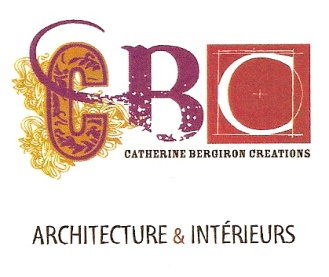 CBC
CATHERINE BERGIRON CREATIONS
ARCHITECTURE & INTÉRIEURS